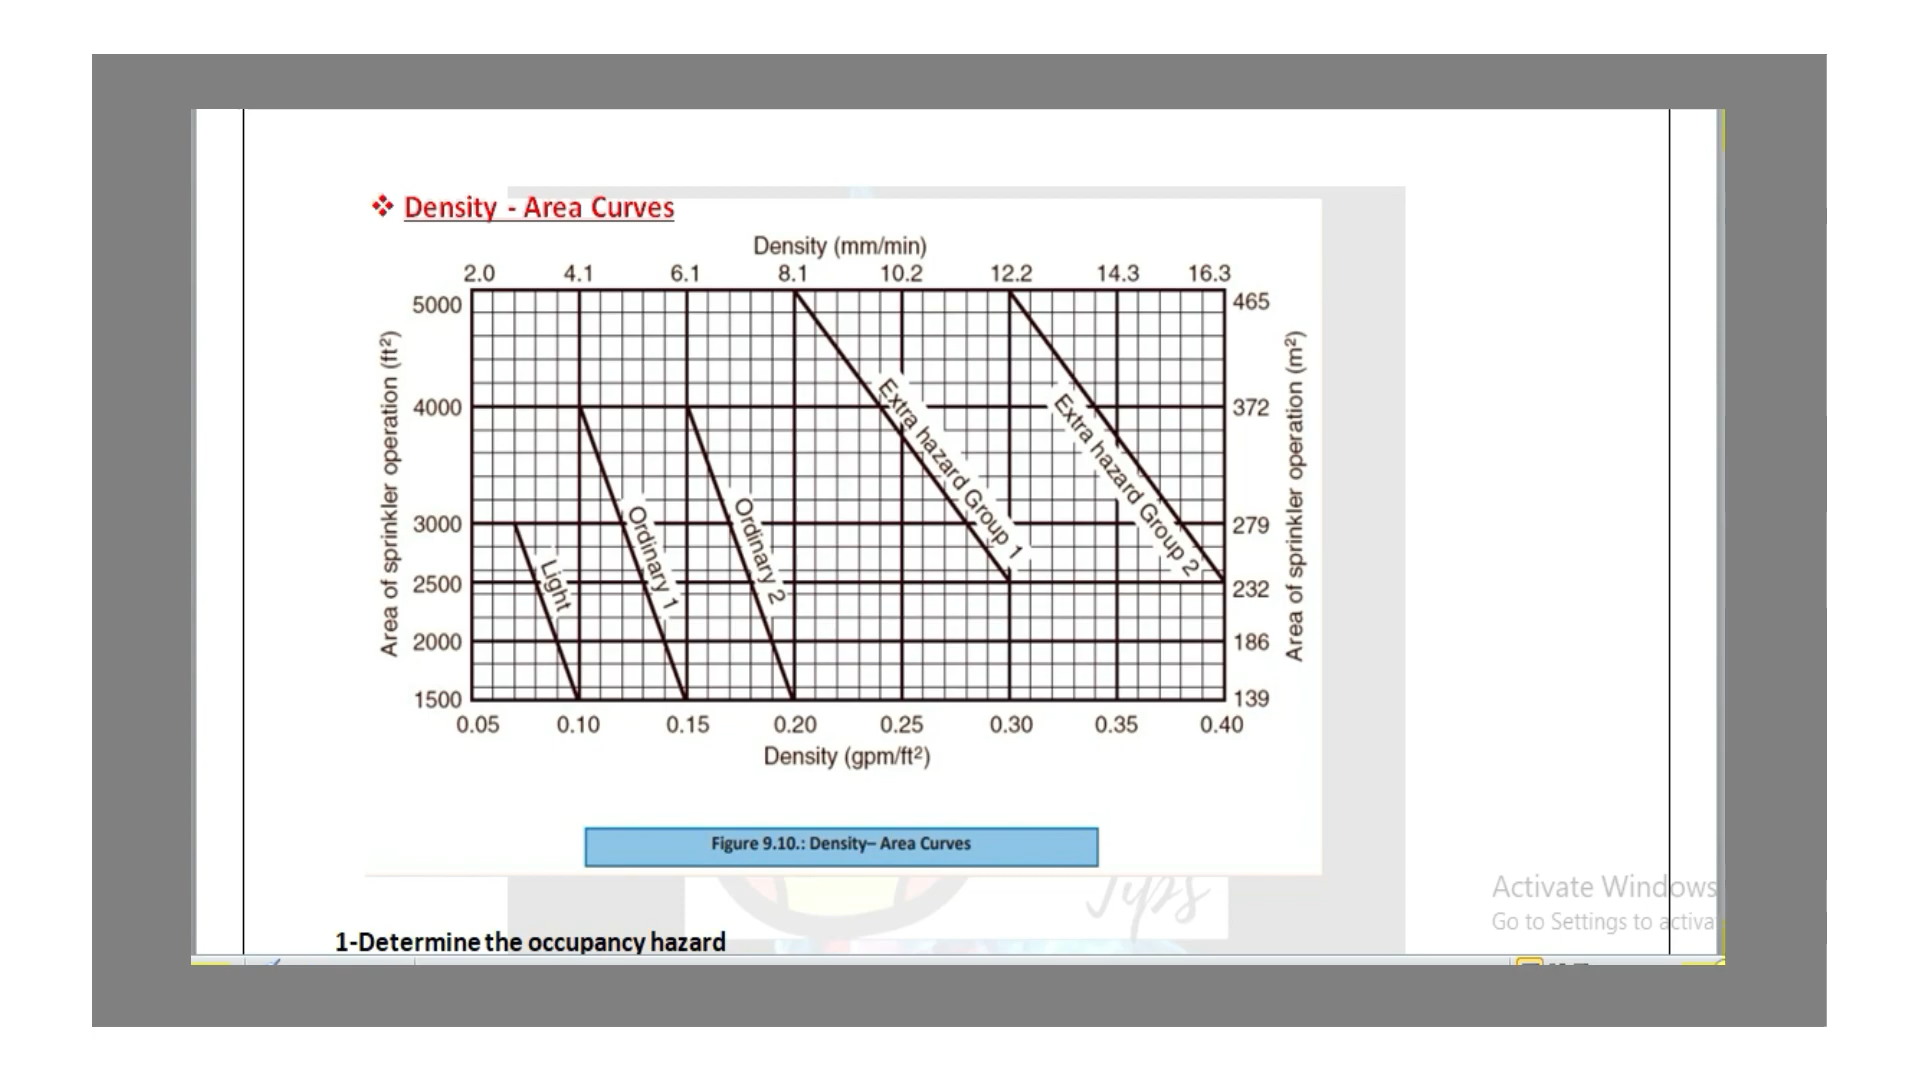 ❖ Density - Area Curves
Density (mm/min)
2.0 4.1 6.1 8.1 10.2 12.2 14.3 16.3
Area of sprinkler operation (ft²)
5000
4000
3000
2500
2000
1500
Light
Ordinary 1
Ordinary 2
Extra hazard Group 1
Extra hazard Group 2
465
372
279
232
186
139
Area of sprinkler operation (m²)
0.05 0.10 0.15 0.20 0.25 0.30 0.35 0.40
Density (gpm/ft²)
Figure 9.10.: Density– Area Curves
Activate Windows
Go to Settings to activa
1-Determine the occupancy hazard